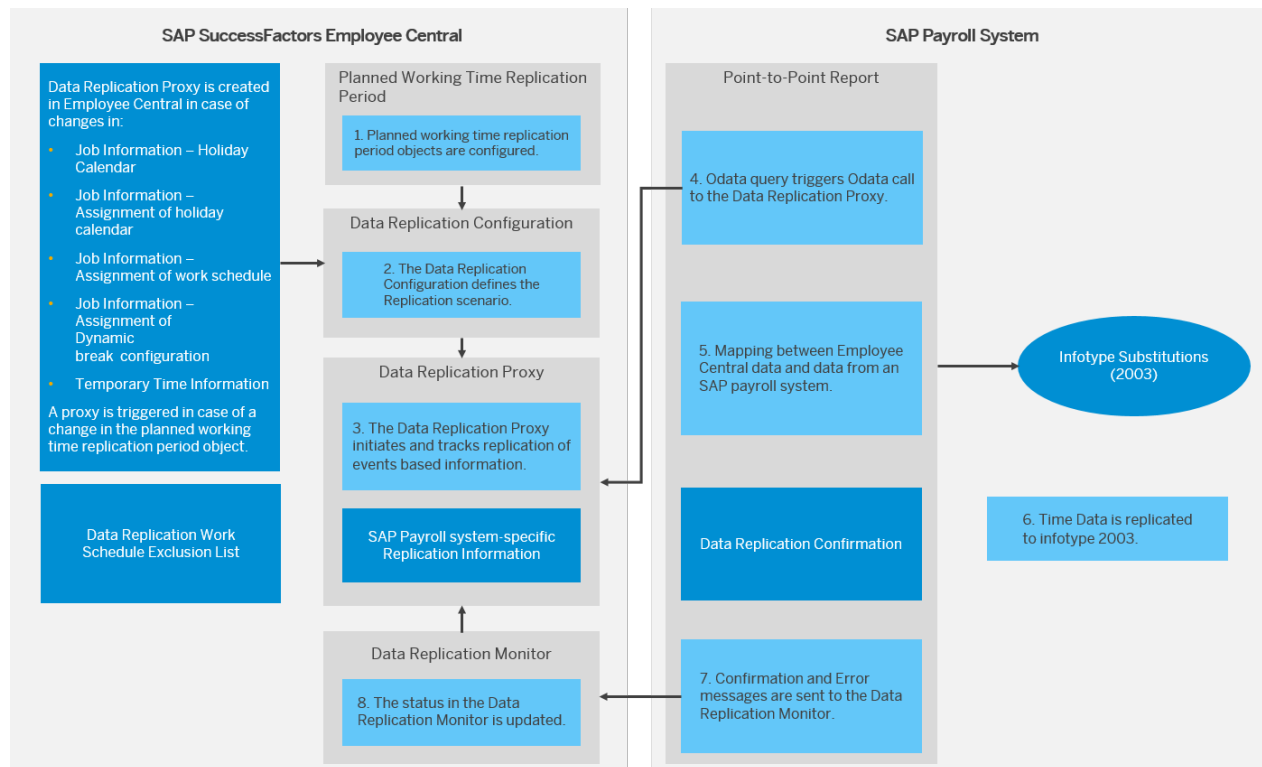 SAP SuccessFactors Employee Central
Data Replication Proxy is created
in Employee Central in case of
changes in:
• Job Information – Holiday
Calendar
• Job Information –
Assignment of holiday
calendar
• Job Information –
Assignment of work schedule
• Job Information –
Assignment of
Dynamic
break configuration
• Temporary Time Information
A proxy is triggered in case of a
change in the planned working
time replication period object.
Data Replication Work
Schedule Exclusion List
Planned Working Time Replication
Period
1. Planned working time replication
period objects are configured.
Data Replication Configuration
2. The Data Replication
Configuration defines the
Replication scenario.
Data Replication Proxy
3. The Data Replication Proxy
initiates and tracks replication of
events based information.
SAP Payroll system-specific
Replication Information
Data Replication Monitor
8. The status in the Data
Replication Monitor is updated.
SAP Payroll System
Point-to-Point Report
4. Odata query triggers Odata call
to the Data Replication Proxy.
5. Mapping between Employee
Central data and data from an
SAP payroll system.
Data Replication Confirmation
7. Confirmation and Error
messages are sent to the Data
Replication Monitor.
Infotype Substitutions
(2003)
6. Time Data is replicated
to infotype 2003.